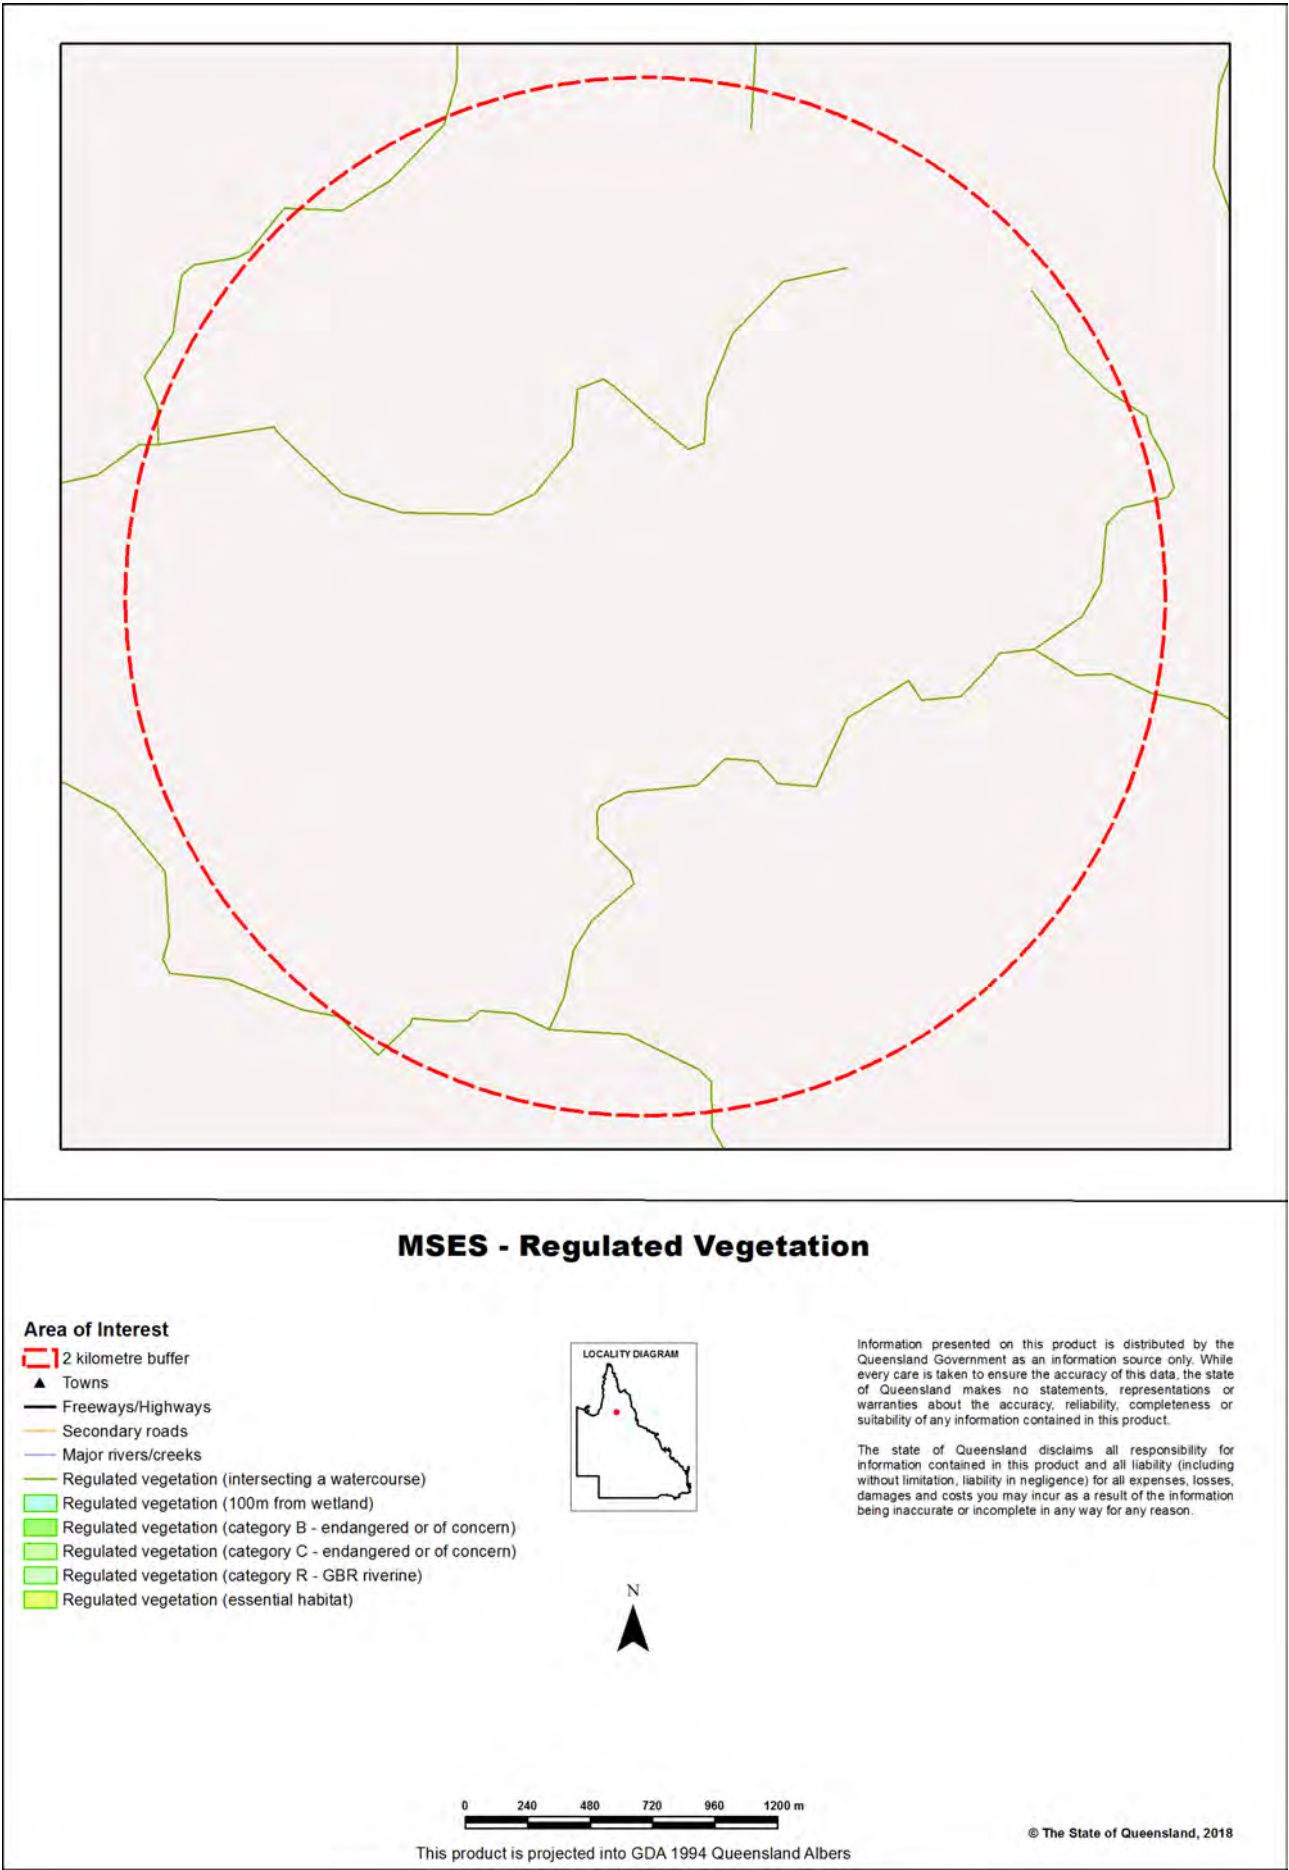 MSES - Regulated Vegetation
Area of Interest
2 kilometre buffer
Towns
Freeways/Highways
Secondary roads
Major rivers/creeks
Regulated vegetation (intersecting a watercourse)
Regulated vegetation (100m from wetland)
Regulated vegetation (category B - endangered or of concern)
Regulated vegetation (category C - endangered or of concern)
Regulated vegetation (category R - GBR riverine)
Regulated vegetation (essential habitat)
LOCALITY DIAGRAM
N
Information presented on this product is distributed by the
Queensland Government as an information source only. While
every care is taken to ensure the accuracy of this data, the state
of Queensland makes no statements, representations or
warranties about the accuracy, reliability, completeness or
suitability of any information contained in this product.
The state of Queensland disclaims all responsibility for
information contained in this product and all liability (including
without limitation, liability in negligence) for all expenses, losses,
damages and costs you may incur as a result of the information
being inaccurate or incomplete in any way for any reason.
0 240 480 720 960 1200 m
This product is projected into GDA 1994 Queensland Albers
© The State of Queensland, 2018